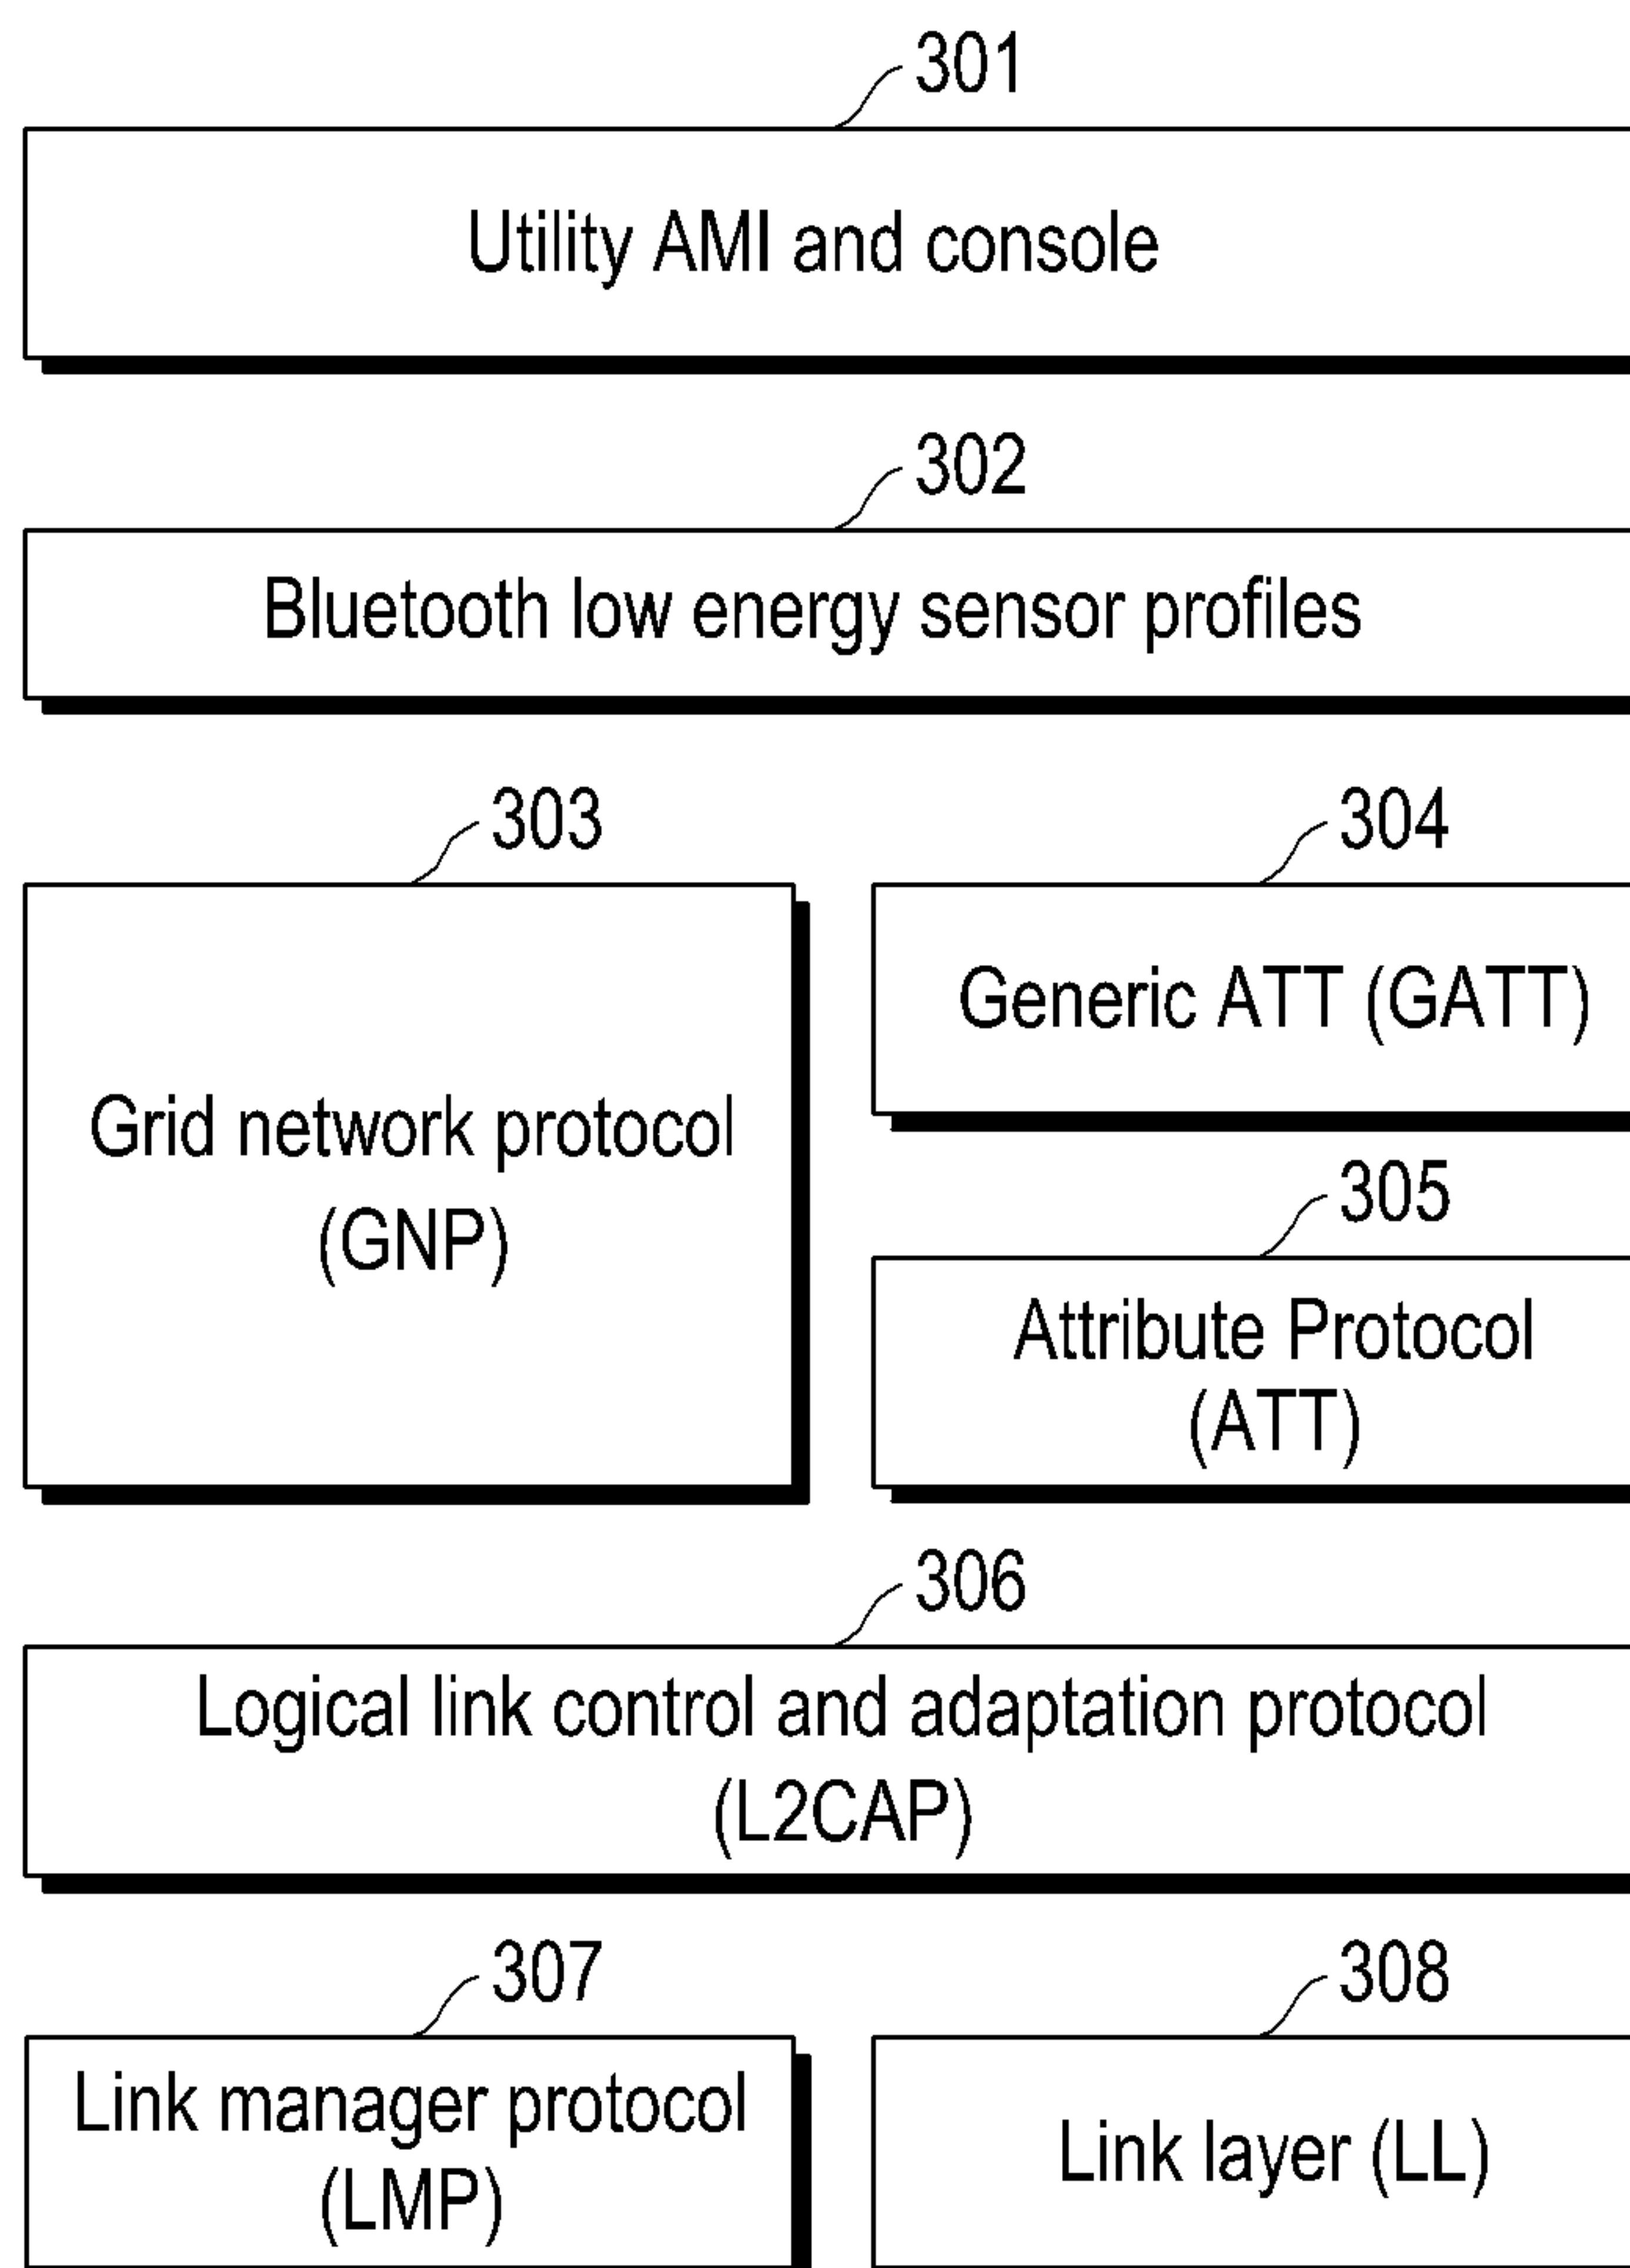 301
Utility AMI and console
302
Bluetooth low energy sensor profiles
303
Grid network protocol
(GNP)
304
Generic ATT (GATT)
305
Attribute Protocol
(ATT)
306
Logical link control and adaptation protocol
(L2CAP)
307
Link manager protocol
(LMP)
308
Link layer (LL)